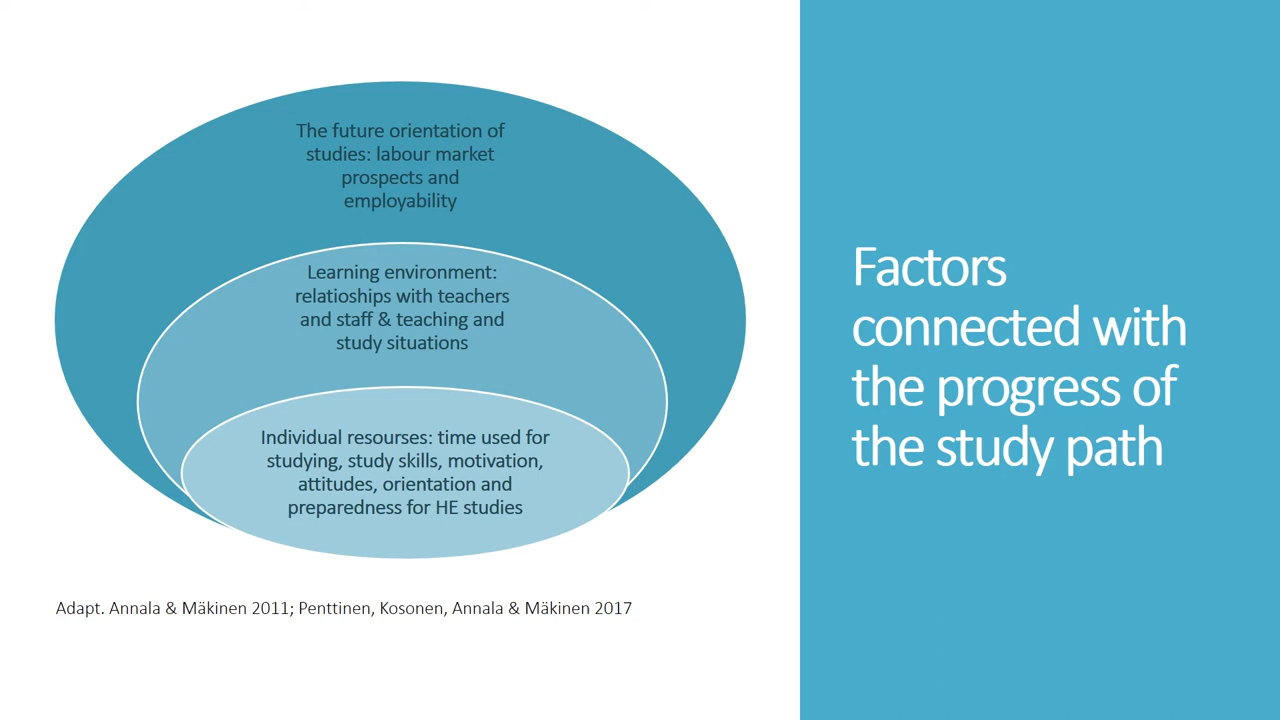 The future orientation of
studies: labour market
prospects and
employability
Learning environment:
relatioships with teachers
and staff & teaching and
study situations
Individual resourses: time used for
studying, study skills, motivation,
attitudes, orientation and
preparedness for HE studies
Adapt. Annala & Mäkinen 2011; Penttinen, Kosonen, Annala & Mäkinen 2017
Factors
connected with
the progress of
the study path